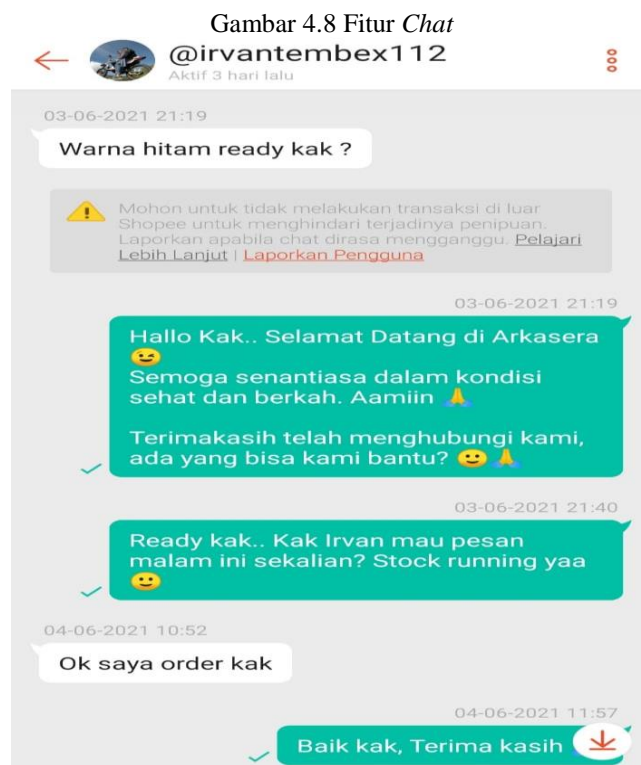 Gambar 4.8 Fitur Chat
@irvantembex112
Aktif 3 hari lalu
03-06-2021 21:19
Warna hitam ready kak ?
Mohon untuk tidak melakukan transaksi di luar
Shopee untuk menghindari terjadinya penipuan.
Laporkan apabila chat dirasa mengganggu. Pelajari
Lebih Lanjut | Laporkan Pengguna
03-06-2021 21:19
Hallo Kak.. Selamat Datang di Arkasera
😉
Semoga senantiasa dalam kondisi
sehat dan berkah. Aamiin 🙏
Terimakasih telah menghubungi kami,
ada yang bisa kami bantu? 🙂🙏
03-06-2021 21:40
Ready kak.. Kak Irvan mau pesan
malam ini sekalian? Stock running yaa
🙂
04-06-2021 10:52
Ok saya order kak
04-06-2021 11:57
Baik kak, Terima kasih